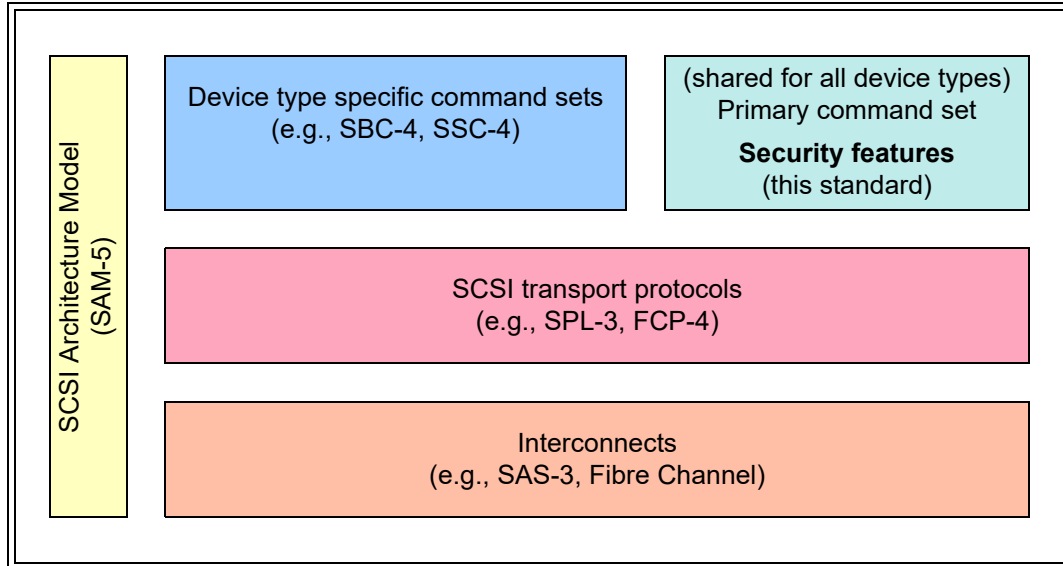 SCSI Architecture Model
(SAM-5)
Device type specific command sets
(e.g., SBC-4, SSC-4)
(shared for all device types)
Primary command set
Security features
(this standard)
SCSI transport protocols
(e.g., SPL-3, FCP-4)
Interconnects
(e.g., SAS-3, Fibre Channel)